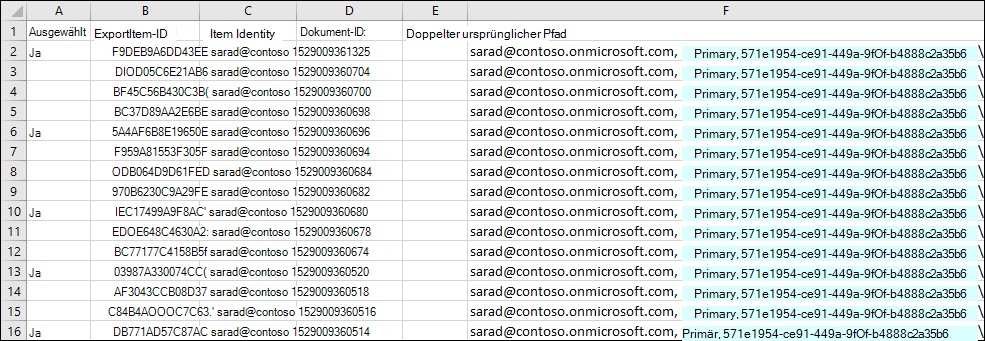 A B C D E F
1 Ausgewählt ExportItem-ID Item Identity Dokument-ID: Doppelter ursprünglicher Pfad
2 Ja F9DEB9A6DD43EE sarad@contoso 1529009361325 sarad@contoso.onmicrosoft.com, Primary, 571e1954-ce91-449a-9fOf-b4888c2a35b6 \
3 DIOD05C6E21AB6 sarad@contoso 1529009360704 sarad@contoso.onmicrosoft.com, Primary, 571e1954-ce91-449a-9fOf-b4888c2a35b6 \
4 BF45C56B430C3B( sarad@contoso 1529009360700 sarad@contoso.onmicrosoft.com, Primary, 571e1954-ce91-449a-9fOf-b4888c2a35b6 \
5 BC37D89AA2E6BE sarad@contoso 1529009360698 sarad@contoso.onmicrosoft.com, Primary, 571e1954-ce91-449a-9fOf-b4888c2a35b6 \
6 Ja 5A4AF6B8E19650E sarad@contoso 1529009360696 sarad@contoso.onmicrosoft.com, Primary, 571e1954-ce91-449a-9fOf-b4888c2a35b6 \
7 F959A81553F305F sarad@contoso 1529009360694 sarad@contoso.onmicrosoft.com, Primary, 571e1954-ce91-449a-9fOf-b4888c2a35b6 \
8 ODB064D9D61FED sarad@contoso 1529009360684 sarad@contoso.onmicrosoft.com, Primary, 571e1954-ce91-449a-9fOf-b4888c2a35b6 \
9 970B6230C9A29FE sarad@contoso 1529009360682 sarad@contoso.onmicrosoft.com, Primary, 571e1954-ce91-449a-9fOf-b4888c2a35b6 \
10 Ja IEC17499A9F8AC' sarad@contoso 1529009360680 sarad@contoso.onmicrosoft.com, Primary, 571e1954-ce91-449a-9fOf-b4888c2a35b6 \
11 EDOE648C4630A2: sarad@contoso 1529009360678 sarad@contoso.onmicrosoft.com, Primary, 571e1954-ce91-449a-9fOf-b4888c2a35b6 \
12 BC77177C4158B5f sarad@contoso 1529009360674 sarad@contoso.onmicrosoft.com, Primary, 571e1954-ce91-449a-9fOf-b4888c2a35b6 \
13 Ja 03987A330074CC( sarad@contoso 1529009360520 sarad@contoso.onmicrosoft.com, Primary, 571e1954-ce91-449a-9fOf-b4888c2a35b6 \
14 AF3043CCB08D37 sarad@contoso 1529009360518 sarad@contoso.onmicrosoft.com, Primary, 571e1954-ce91-449a-9fOf-b4888c2a35b6 \
15 C84B4AOOOC7C63.' sarad@contoso 1529009360516 sarad@contoso.onmicrosoft.com, Primary, 571e1954-ce91-449a-9fOf-b4888c2a35b6 \
16 Ja DB771AD57C87AC sarad@contoso 1529009360514 sarad@contoso.onmicrosoft.com, Primär, 571e1954-ce91-449a-9fOf-b4888c2a35b6 \